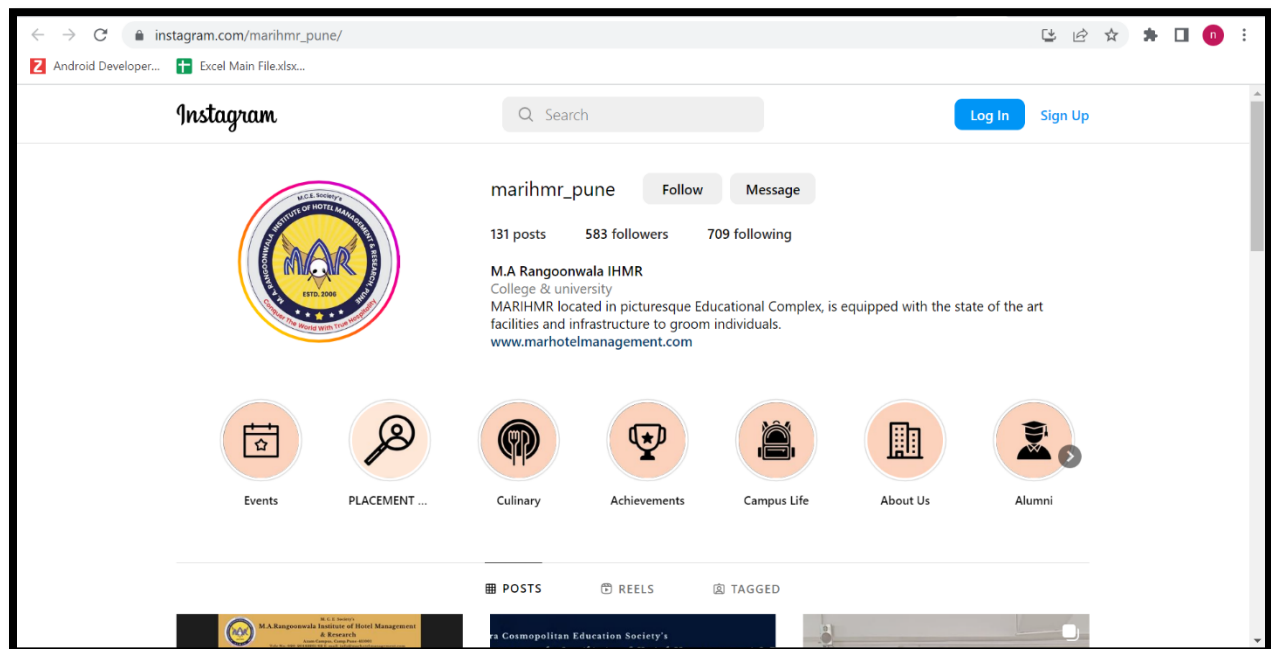 instagram.com/marihmr_pune/
n
Z Android Developer...
Excel Main File.xlsx...
Instagram
Search
Log In
Sign Up
M.C.E. Society's
M.A. RANGOONWALA INSTITUTE OF HOTEL MANAGEMENT & RESEARCH, PUNE
MAR
ESTD. 2006
Conquer The World With True Hospitality
marihmr_pune
Follow
Message
131 posts 583 followers 709 following
M.A Rangoonwala IHMR
College & university
MARIHMR located in picturesque Educational Complex, is equipped with the state of the art
facilities and infrastructure to groom individuals.
www.marhotelmanagement.com
Events PLACEMENT ... Culinary Achievements Campus Life About Us Alumni
POSTS REELS TAGGED
M. C. E. Society's
M.A.Rangoonwala Institute of Hotel Management
& Research
ra Cosmopolitan Education Society's